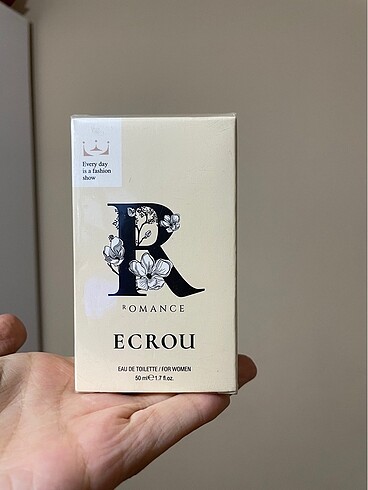 Every day
is a fashion
show
R
ROMANCE
ECROU
EAU DE TOILETTE / FOR WOMEN
50 ml ℮ 1.7 fl.oz.